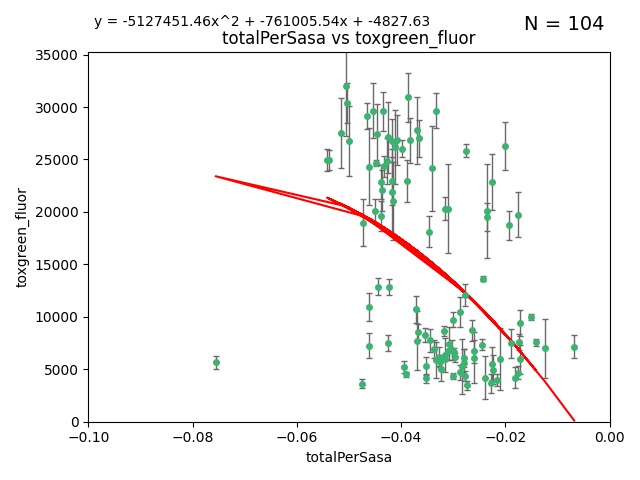 y = -5127451.46x^2 + -761005.54x + -4827.63
N = 104
totalPerSasa vs toxgreen_fluor
35000
30000
25000
20000
15000
10000
5000
0
toxgreen_fluor
−0.10
−0.08
−0.06
−0.04
−0.02
0.00
totalPerSasa